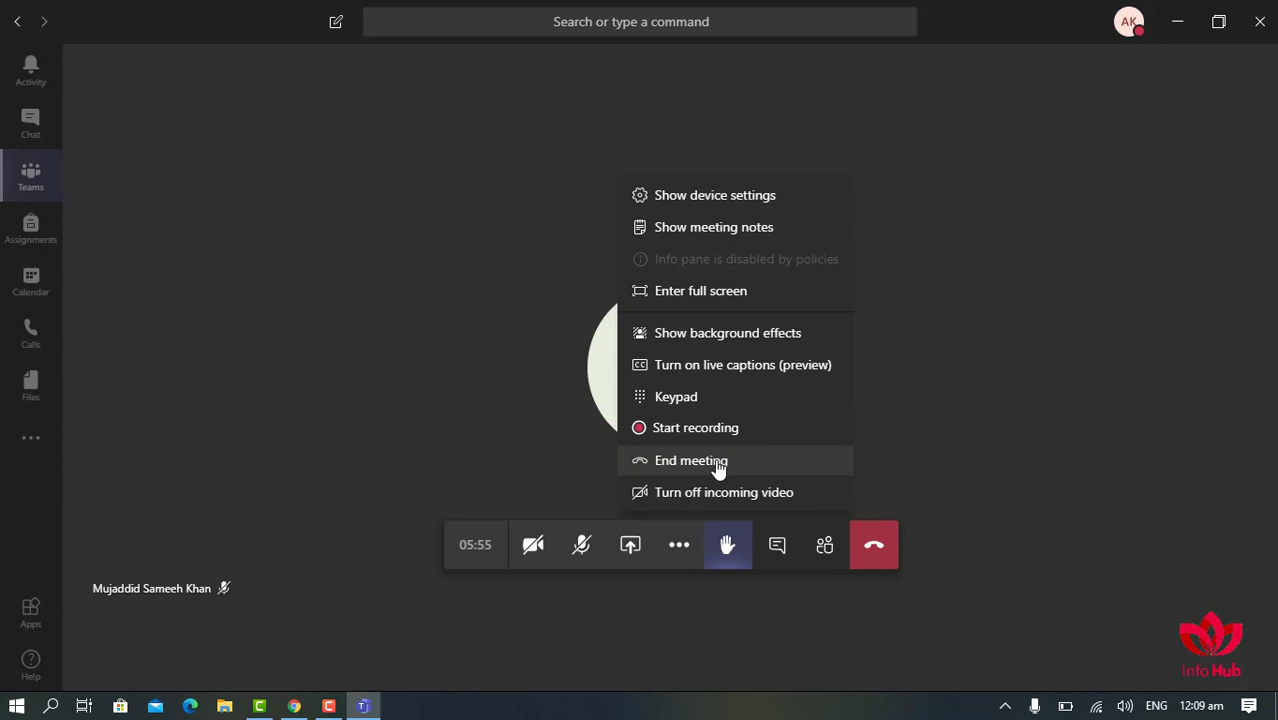 Search or type a command
AK
Activity
Chat
Teams
Assignments
Calendar
Calls
Files
Apps
Help
Show device settings
Show meeting notes
Info pane is disabled by policies
Enter full screen
Show background effects
CC Turn on live captions (preview)
Keypad
Start recording
End meeting
Turn off incoming video
05:55
Mujaddid Sameeh Khan
Info Hub
ENG 12:09 am